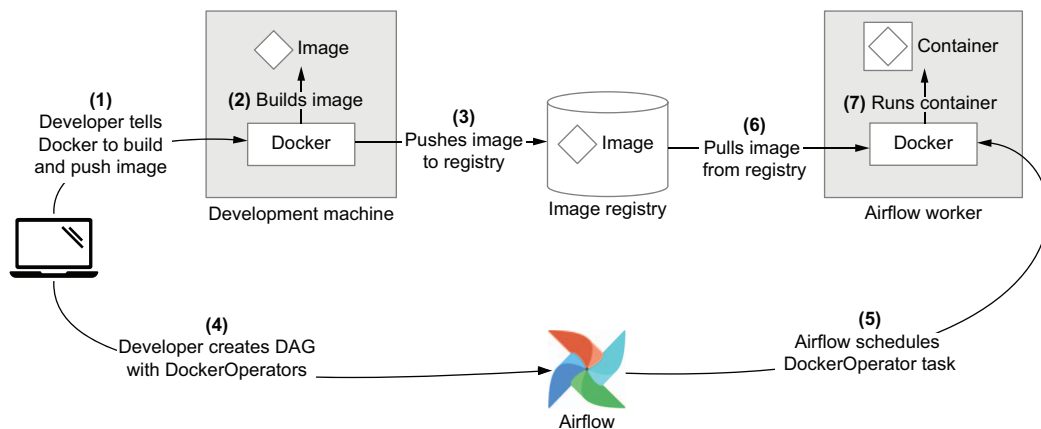 (1)
Developer tells
Docker to build
and push image
Image
(2) Builds image
Docker
Development machine
(3)
Pushes image
to registry
Image
Image registry
(6)
Pulls image
from registry
Container
(7) Runs container
Docker
Airflow worker
(4)
Developer creates DAG
with DockerOperators
Airflow
(5)
Airflow schedules
DockerOperator task